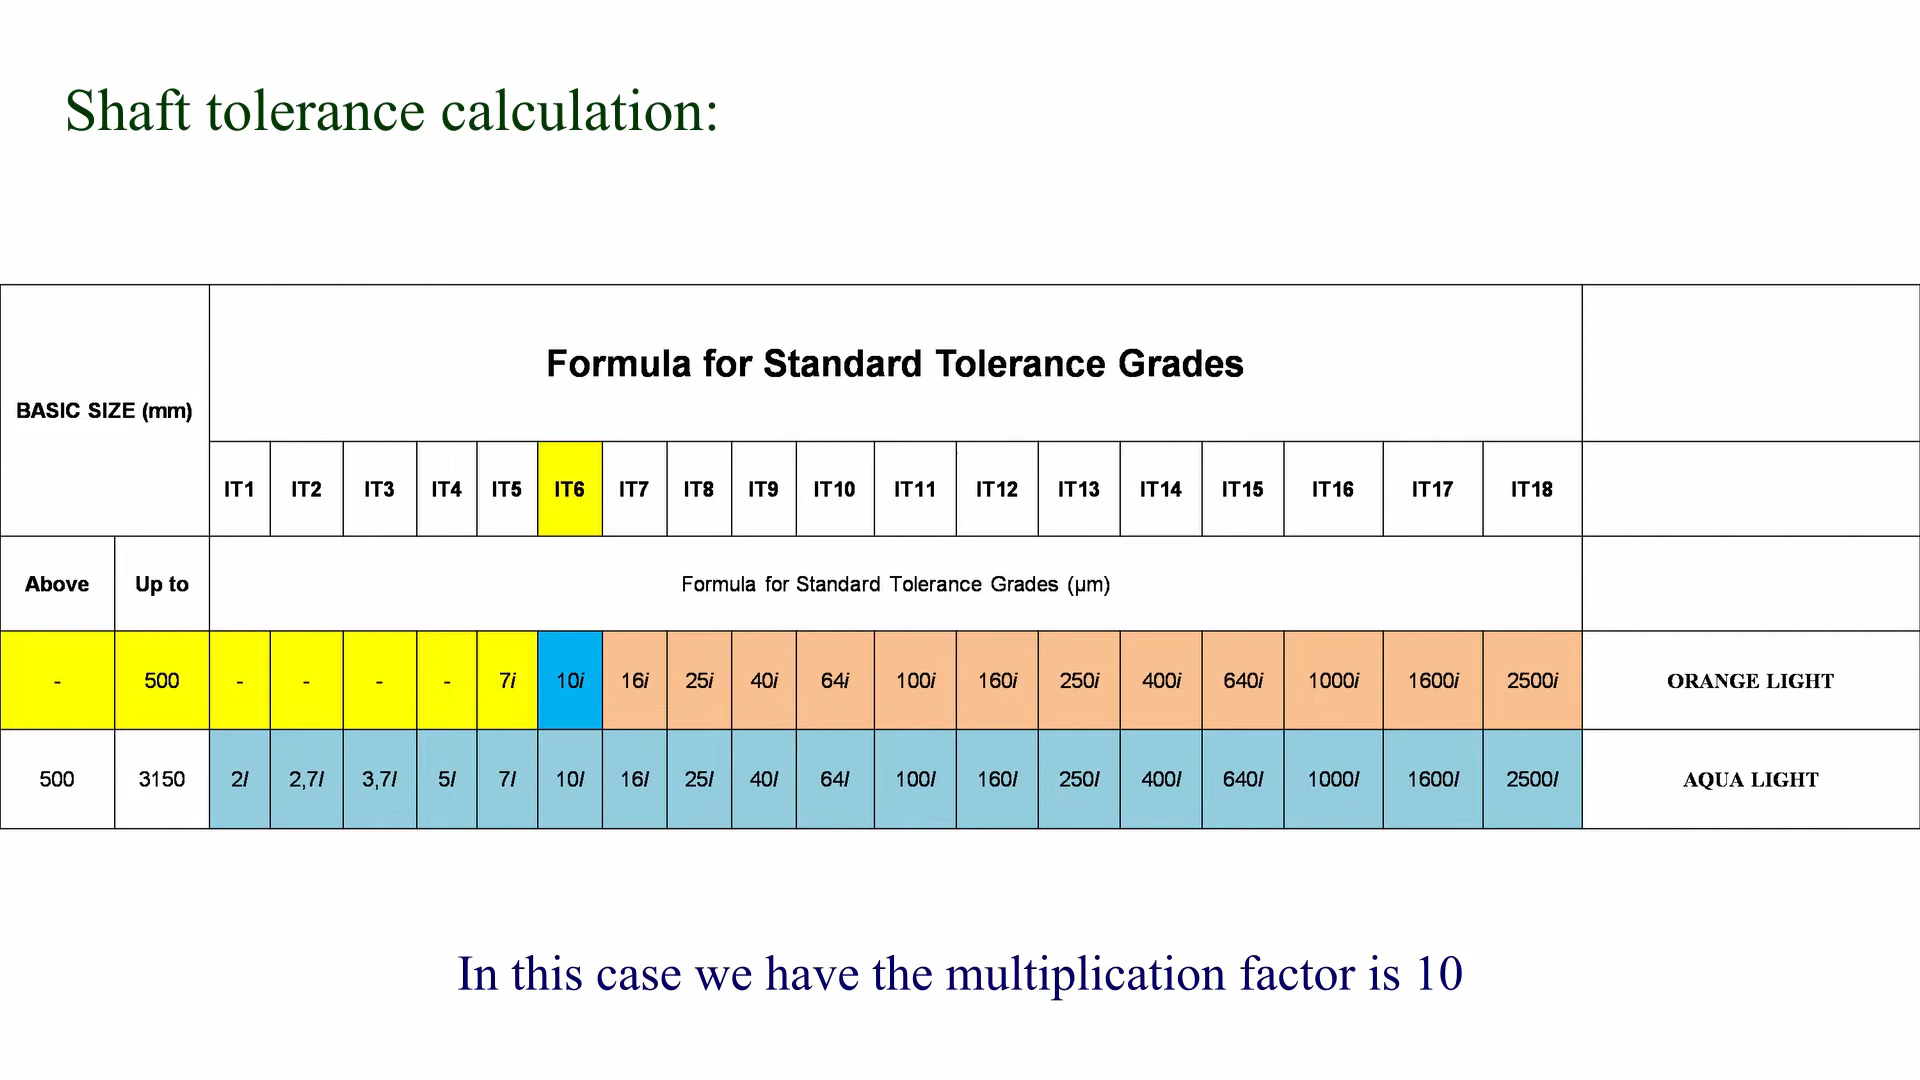 Shaft tolerance calculation:
BASIC SIZE (mm)
Formula for Standard Tolerance Grades
IT1 IT2 IT3 IT4 IT5 IT6 IT7 IT8 IT9 IT10 IT11 IT12 IT13 IT14 IT15 IT16 IT17 IT18
Above Up to Formula for Standard Tolerance Grades (µm)
- 500 - - - - 7i 10i 16i 25i 40i 64i 100i 160i 250i 400i 640i 1000i 1600i 2500i ORANGE LIGHT
500 3150 2I 2,7I 3,7I 5I 7I 10I 16I 25I 40I 64I 100I 160I 250I 400I 640I 1000I 1600I 2500I AQUA LIGHT
In this case we have the multiplication factor is 10